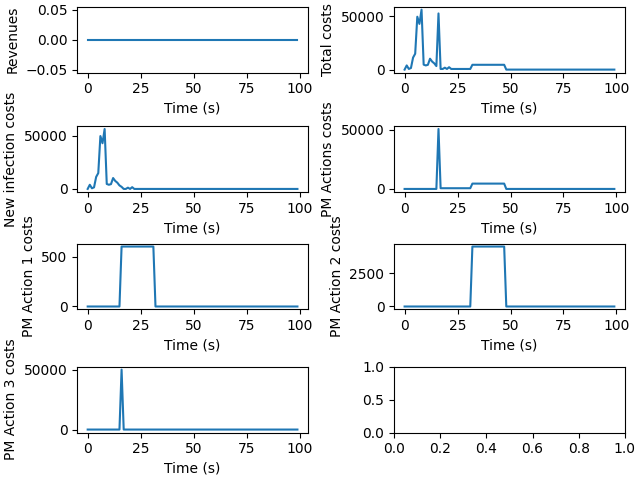 Revenues
0.05
0.00
−0.05
0 25 50 75 100
Time (s)
Total costs
50000
0
0 25 50 75 100
Time (s)
New infection costs
50000
0
0 25 50 75 100
Time (s)
PM Actions costs
50000
0
0 25 50 75 100
Time (s)
PM Action 1 costs
500
0
0 25 50 75 100
Time (s)
PM Action 2 costs
2500
0
0 25 50 75 100
Time (s)
PM Action 3 costs
50000
0
0 25 50 75 100
Time (s)
1.0
0.5
0.0
0.0 0.2 0.4 0.6 0.8 1.0